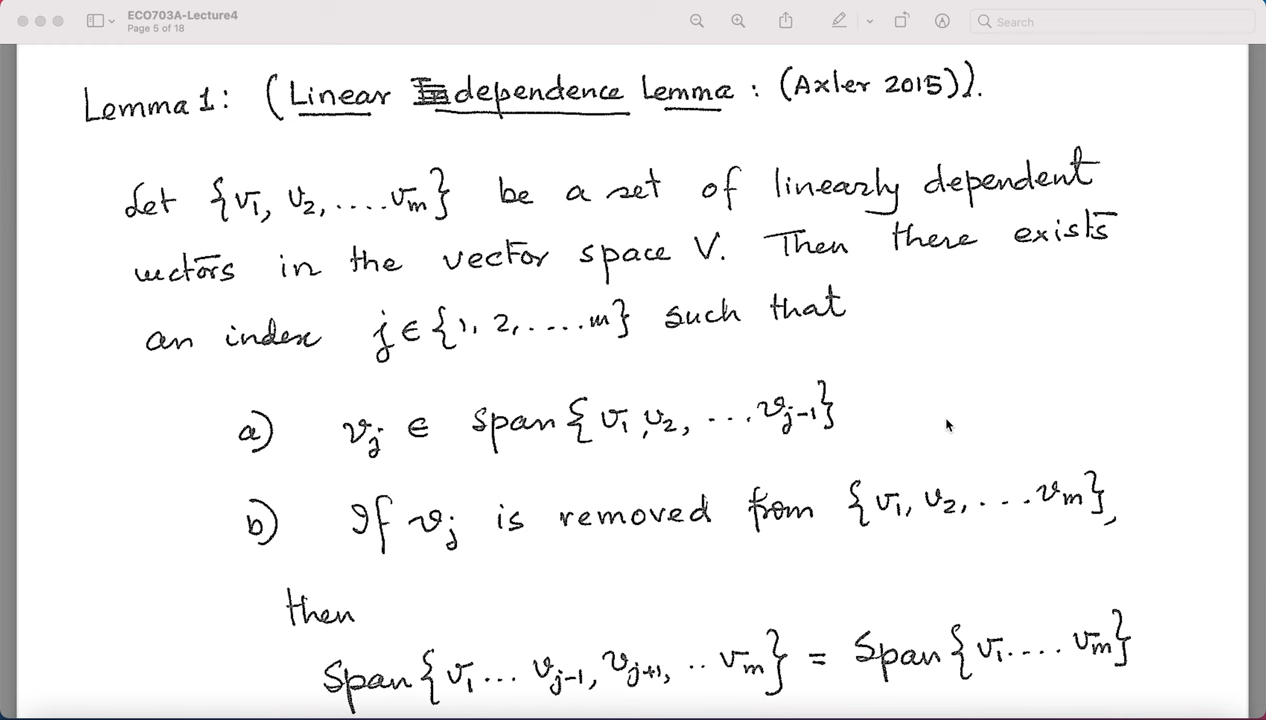 ECO703A-Lecture4
Page 5 of 18
Search
Lemma 1: (Linear dependence Lemma : (Axler 2015)).
Let {v1, v2, ....vm} be a set of linearly dependent
vectors in the vector space V. Then there exists
an index j ∈ {1, 2, .....m} such that
a) vj ∈ Span {v1, v2, ...vj-1}
b) If vj is removed from {v1, v2, ...vm},
then
Span{v1... vj-1, vj+1, ..vm} = Span{v1.... vm}